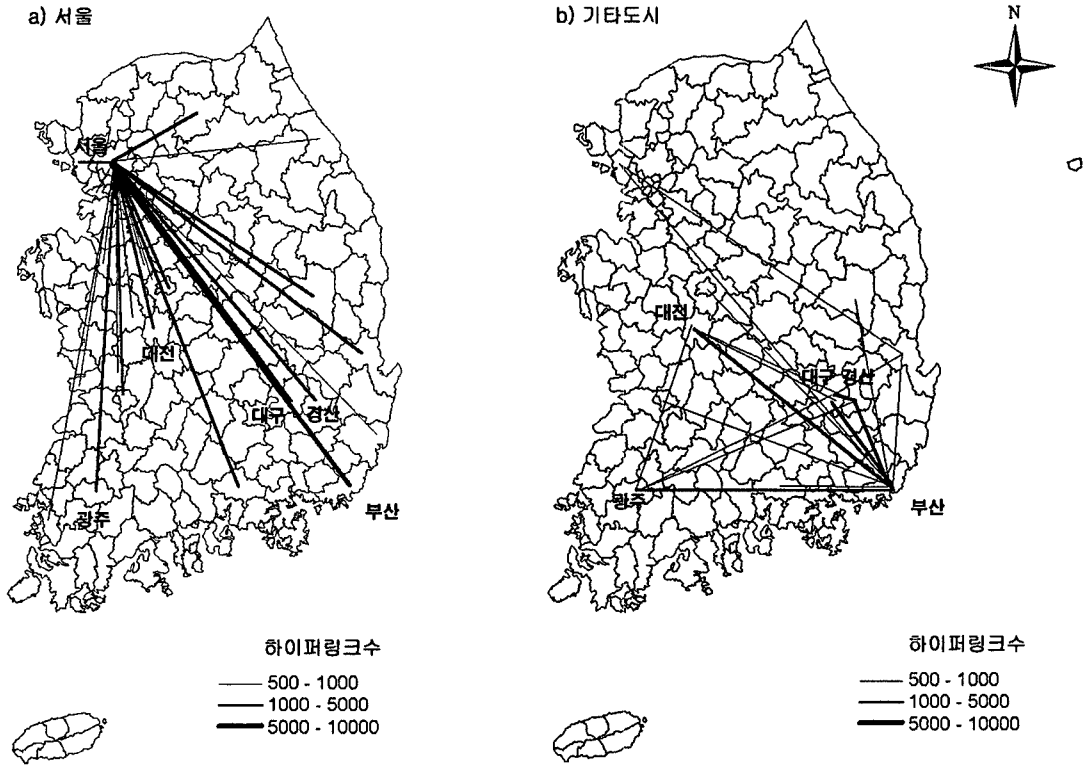 a) 서울
b) 기타도시
N
서울
대전
대구 경산
부산
광주
대전
대구 경산
부산
광주
하이퍼링크수
500 - 1000
1000 - 5000
5000 - 10000
하이퍼링크수
500 - 1000
1000 - 5000
5000 - 10000